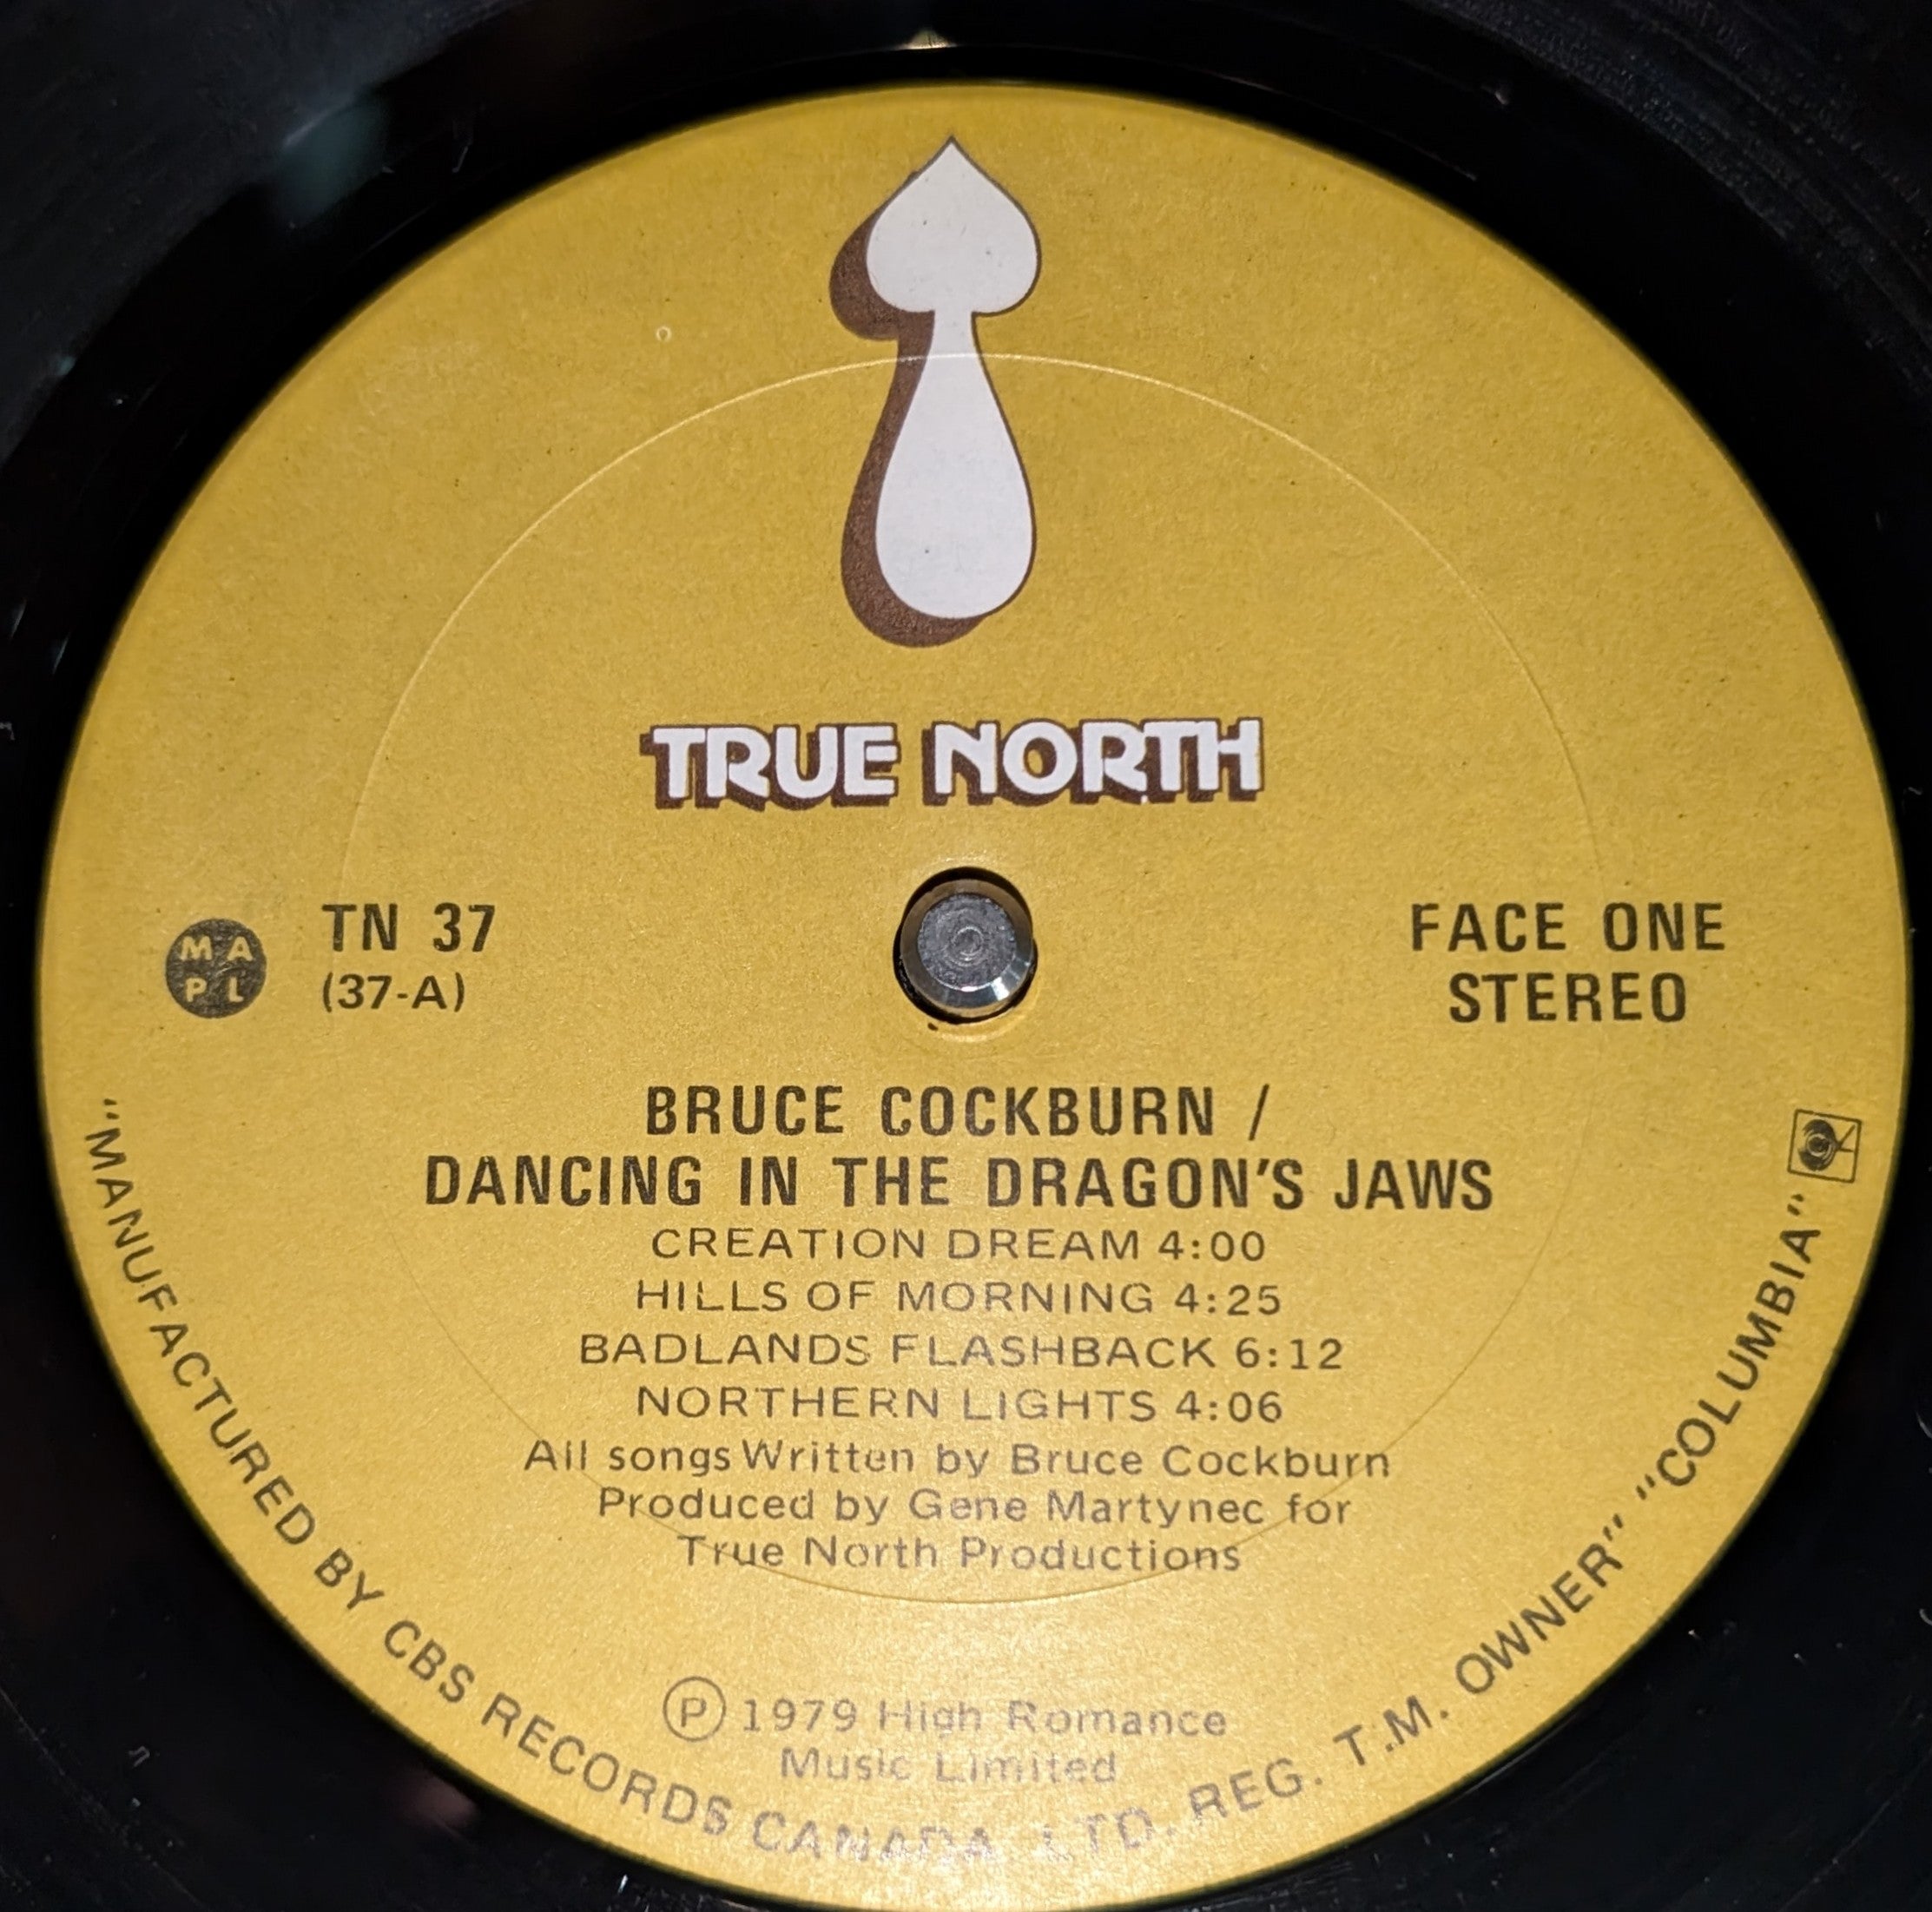 TRUE NORTH
M A
P L
TN 37
(37-A)
FACE ONE
STEREO
BRUCE COCKBURN /
DANCING IN THE DRAGON'S JAWS
CREATION DREAM 4:00
HILLS OF MORNING 4:25
BADLANDS FLASHBACK 6:12
NORTHERN LIGHTS 4:06
All songs Written by Bruce Cockburn
Produced by Gene Martynec for
True North Productions
Ⓟ 1979 High Romance
Music Limited
"MANUFACTURED BY CBS RECORDS CANADA LTD. REG. T.M. OWNER" "COLUMBIA"